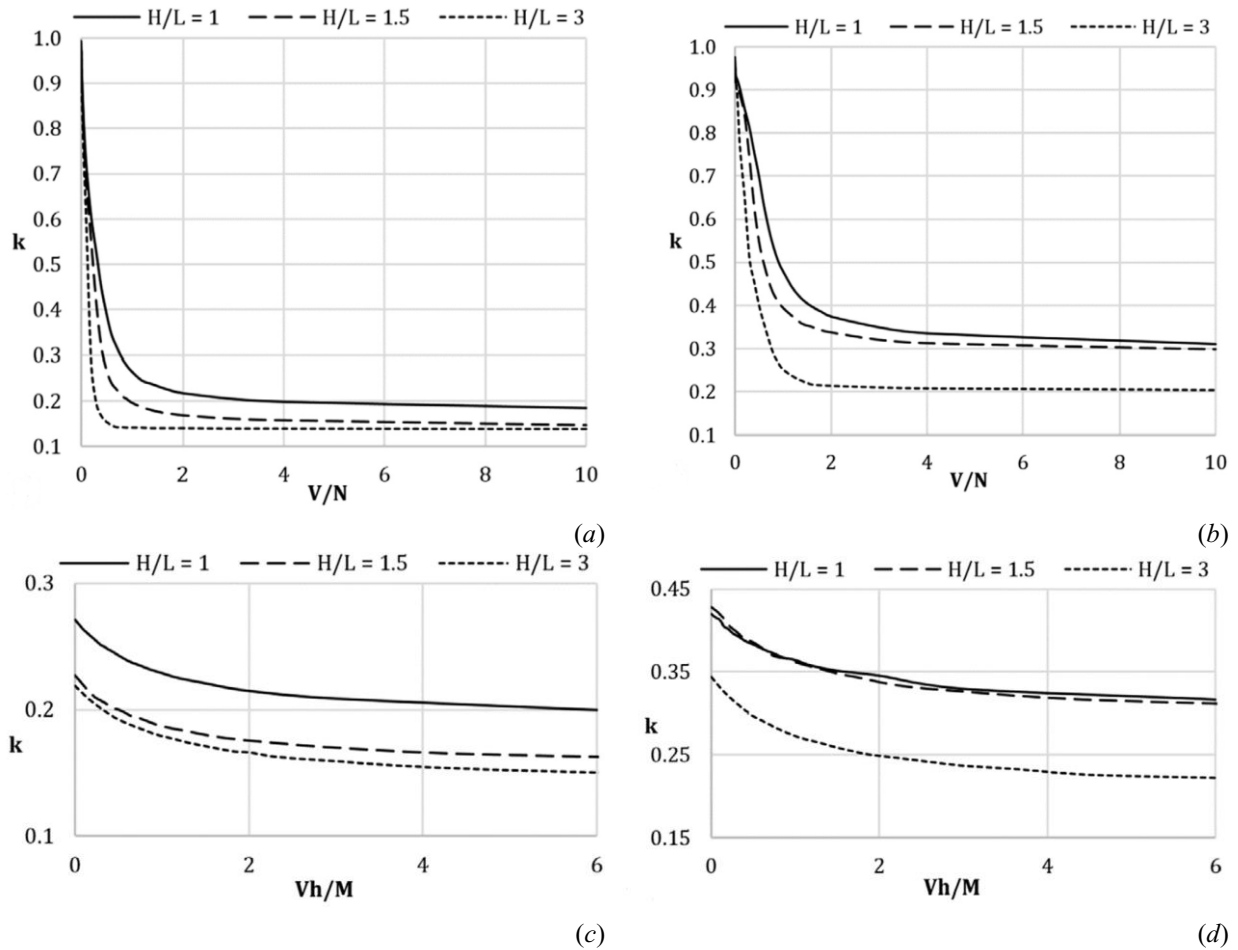 H/L = 1 H/L = 1.5 H/L = 3
1.0
0.9
0.8
0.7
0.6
k
0.5
0.4
0.3
0.2
0.1
0 2 4 6 8 10
V/N
(a)
H/L = 1 H/L = 1.5 H/L = 3
1.0
0.9
0.8
0.7
0.6
k
0.5
0.4
0.3
0.2
0.1
0 2 4 6 8 10
V/N
(b)
H/L = 1 H/L = 1.5 H/L = 3
0.3
0.2
k
0.1
0 2 4 6
Vh/M
(c)
H/L = 1 H/L = 1.5 H/L = 3
0.45
0.35
0.25
k
0.15
0 2 4 6
Vh/M
(d)